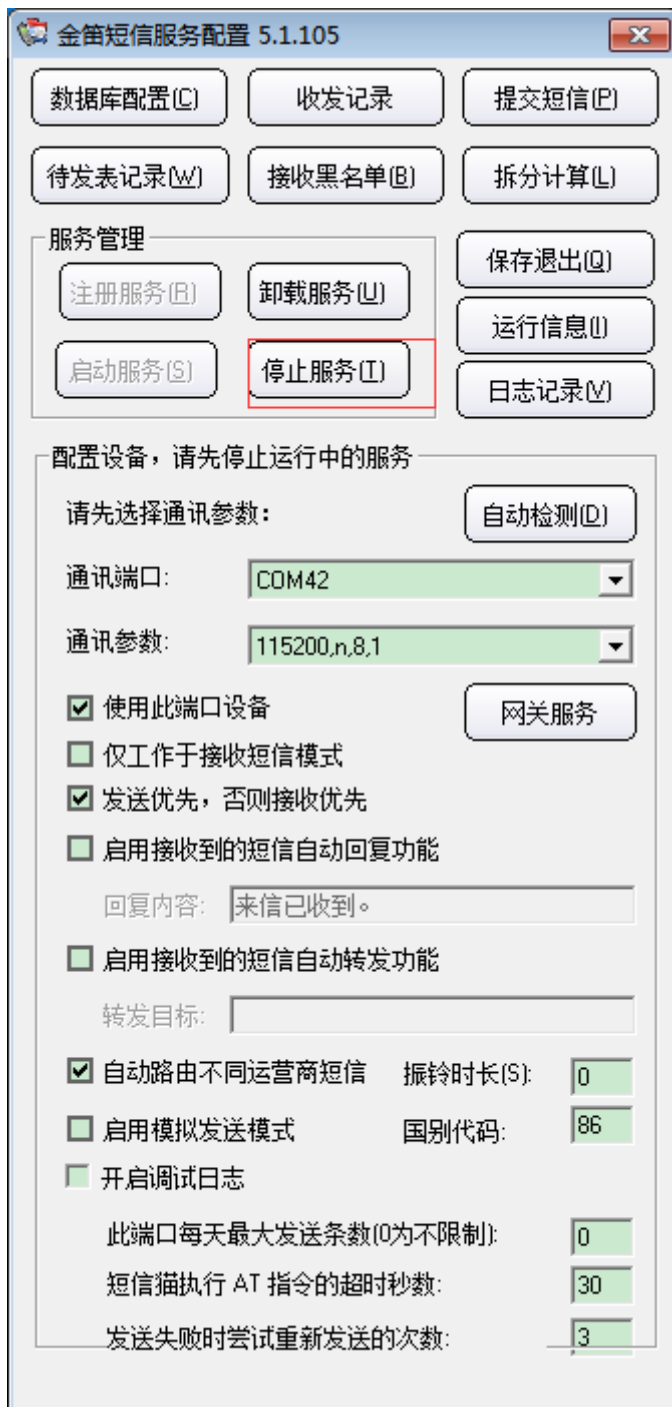 金笛短信服务配置 5.1.105
数据库配置(C) 收发记录 提交短信(P)
待发表记录(W) 接收黑名单(B) 拆分计算(L)
服务管理
保存退出(Q)
注册服务(R) 卸载服务(U)
运行信息(I)
启动服务(S) 停止服务(T)
日志记录(V)
配置设备，请先停止运行中的服务
请先选择通讯参数： 自动检测(D)
通讯端口: COM42
通讯参数: 115200,n,8,1
使用此端口设备 网关服务
仅工作于接收短信模式
发送优先，否则接收优先
启用接收到的短信自动回复功能
回复内容: 来信已收到。
启用接收到的短信自动转发功能
转发目标:
自动路由不同运营商短信 振铃时长(S): 0
启用模拟发送模式 国别代码: 86
开启调试日志
此端口每天最大发送条数(0为不限制): 0
短信猫执行 AT 指令的超时秒数: 30
发送失败时尝试重新发送的次数: 3